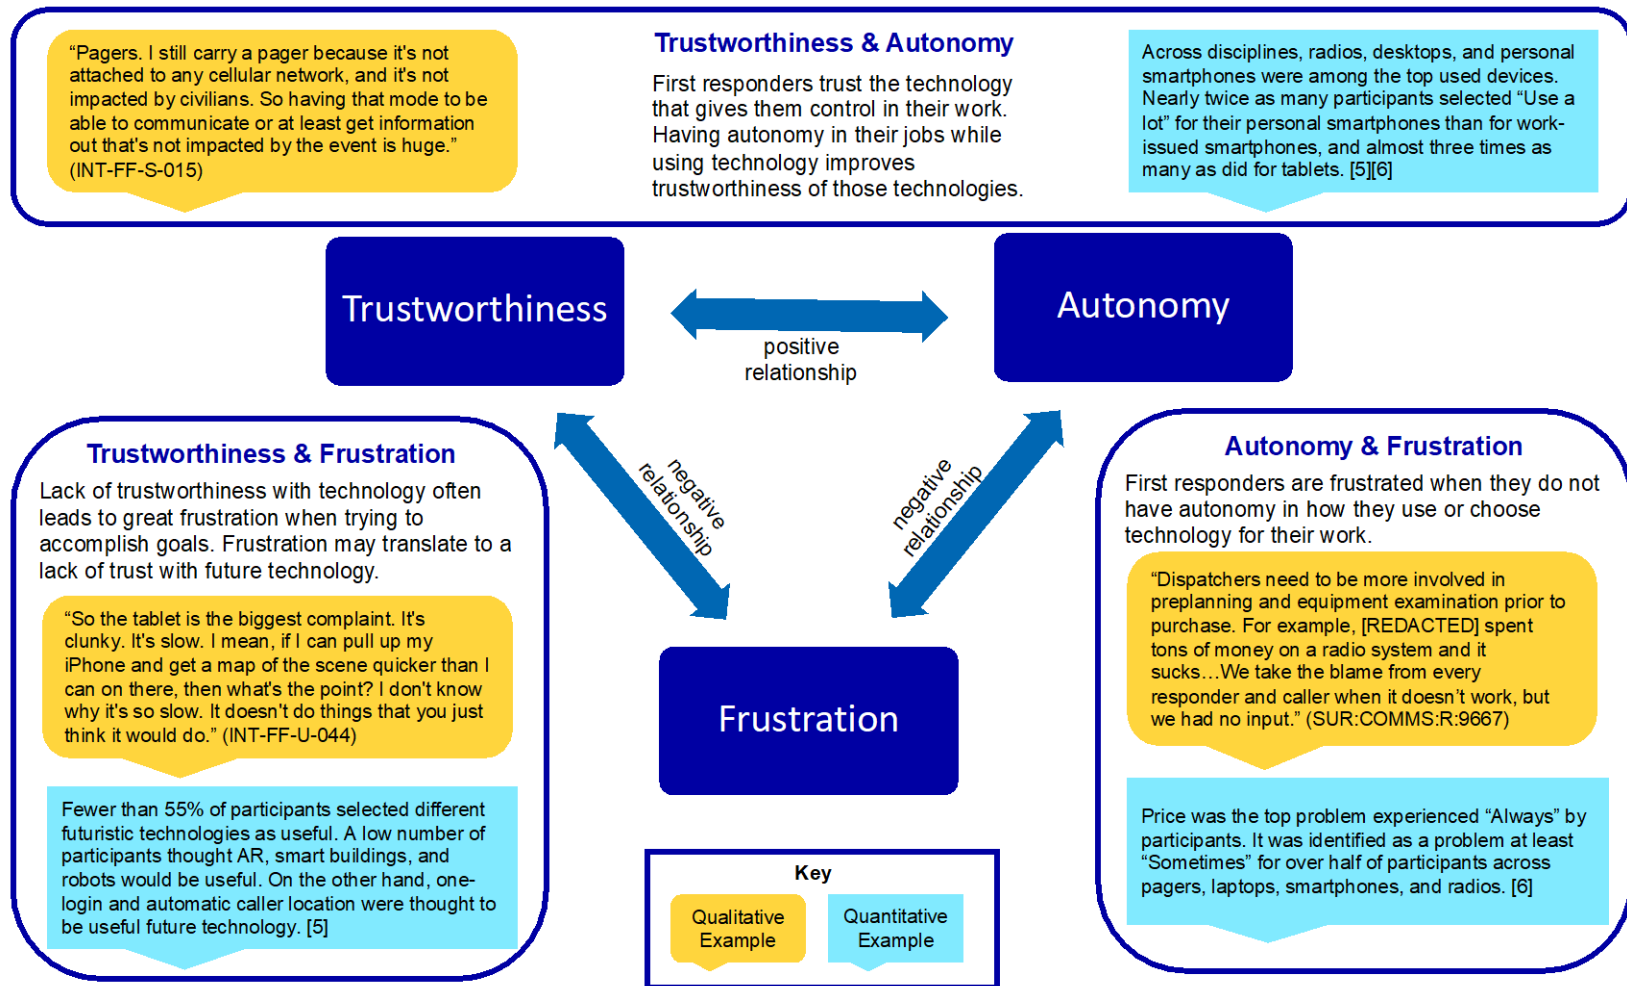 “Pagers. I still carry a pager because it's not
attached to any cellular network, and it's not
impacted by civilians. So having that mode to be
able to communicate or at least get information
out that's not impacted by the event is huge.”
(INT-FF-S-015)
Trustworthiness & Autonomy
First responders trust the technology
that gives them control in their work.
Having autonomy in their jobs while
using technology improves
trustworthiness of those technologies.
Across disciplines, radios, desktops, and personal
smartphones were among the top used devices.
Nearly twice as many participants selected “Use a
lot” for their personal smartphones than for work-
issued smartphones, and almost three times as
many as did for tablets. [5][6]
Trustworthiness
positive
relationship
Autonomy
Trustworthiness & Frustration
Lack of trustworthiness with technology often
leads to great frustration when trying to
accomplish goals. Frustration may translate to a
lack of trust with future technology.
“So the tablet is the biggest complaint. It's
clunky. It's slow. I mean, if I can pull up my
iPhone and get a map of the scene quicker than I
can on there, then what's the point? I don't know
why it's so slow. It doesn't do things that you just
think it would do.” (INT-FF-U-044)
Fewer than 55% of participants selected different
futuristic technologies as useful. A low number of
participants thought AR, smart buildings, and
robots would be useful. On the other hand, one-
login and automatic caller location were thought to
be useful future technology. [5]
negative
relationship
negative
relationship
Frustration
Autonomy & Frustration
First responders are frustrated when they do not
have autonomy in how they use or choose
technology for their work.
“Dispatchers need to be more involved in
preplanning and equipment examination prior to
purchase. For example, [REDACTED] spent
tons of money on a radio system and it
sucks…We take the blame from every
responder and caller when it doesn’t work, but
we had no input.” (SUR:COMMS:R:9667)
Price was the top problem experienced “Always” by
participants. It was identified as a problem at least
“Sometimes” for over half of participants across
pagers, laptops, smartphones, and radios. [6]
Key
Qualitative
Example
Quantitative
Example